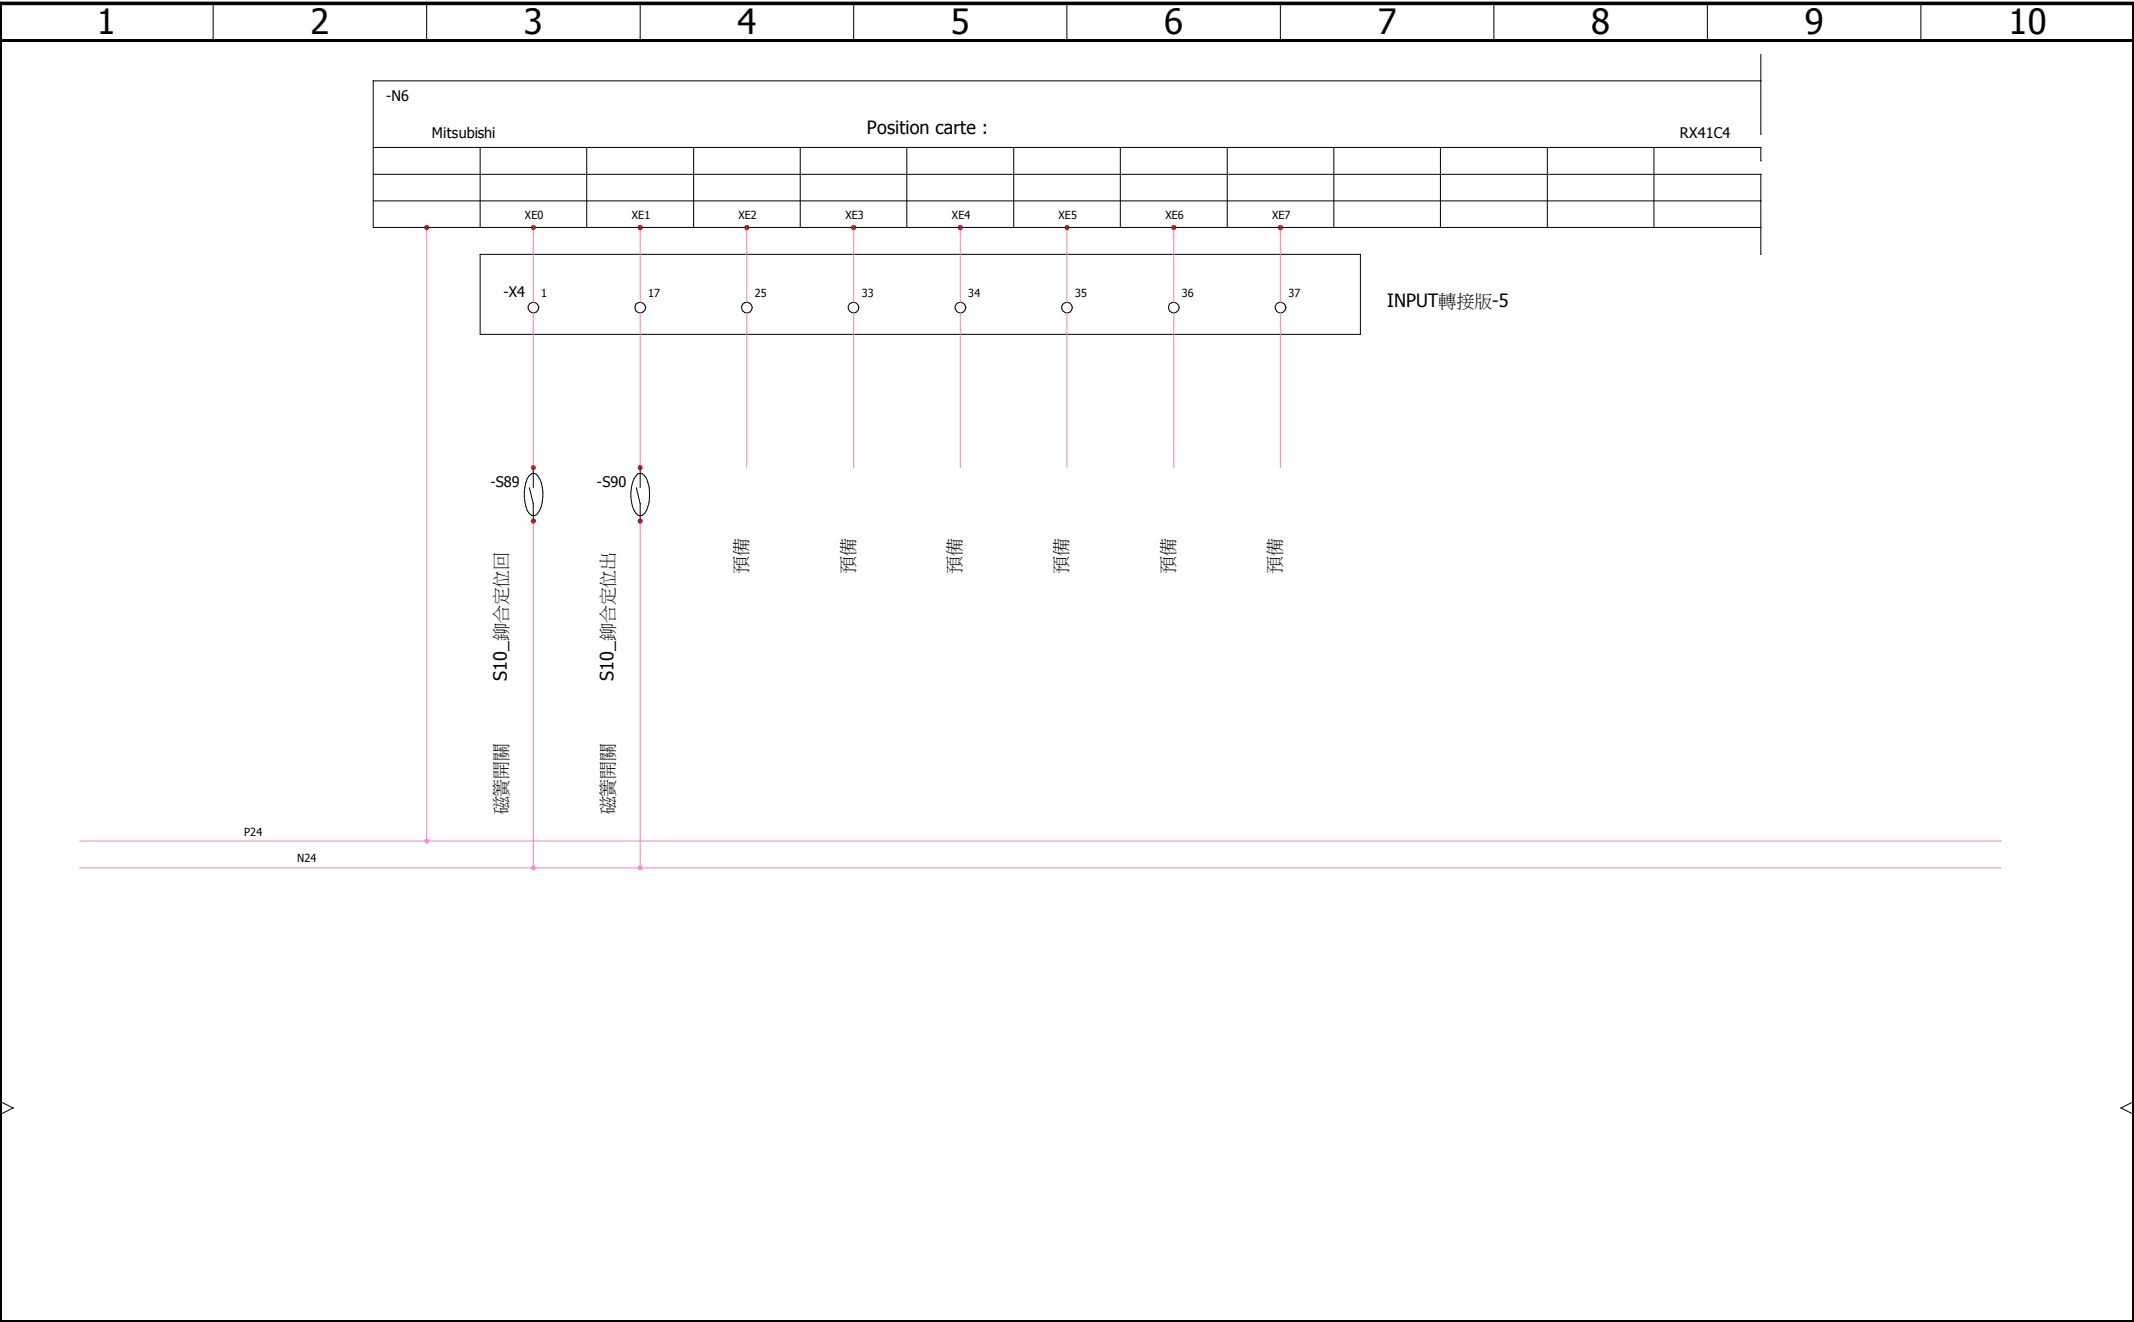 1 2 3 4 5 6 7 8 9 10
-N6
Mitsubishi Position carte : RX41C4
XE0 XE1 XE2 XE3 XE4 XE5 XE6 XE7
-X4 1 17 25 33 34 35 36 37
INPUT轉接版-5
-S89 -S90
S10_鉚合定位回
S10_鉚合定位出
預備
預備
預備
預備
預備
預備
磁簧開關
磁簧開關
P24
N24